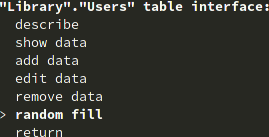 "Library"."Users" table interface:
describe
show data
add data
edit data
remove data
> random fill
return